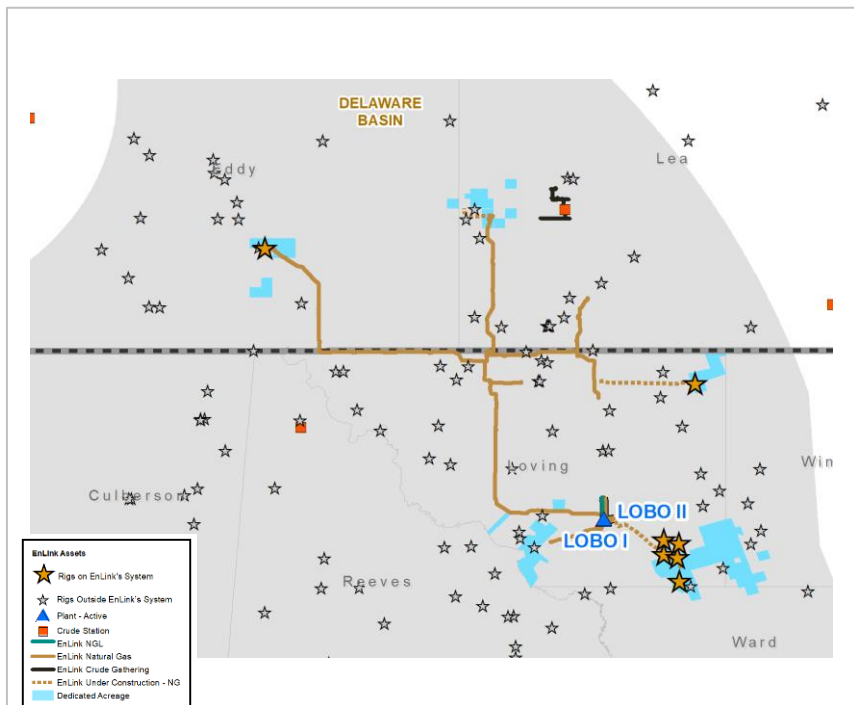 DELAWARE
BASIN
Eddy
Lea
Loving
Win
Culberson
LOBO II
LOBO I
Reeves
Ward
EnLink Assets
Rigs on EnLink's System
Rigs Outside EnLink's System
Plant - Active
Crude Station
EnLink NGL
EnLink Natural Gas
EnLink Crude Gathering
EnLink Under Construction - NG
Dedicated Acreage